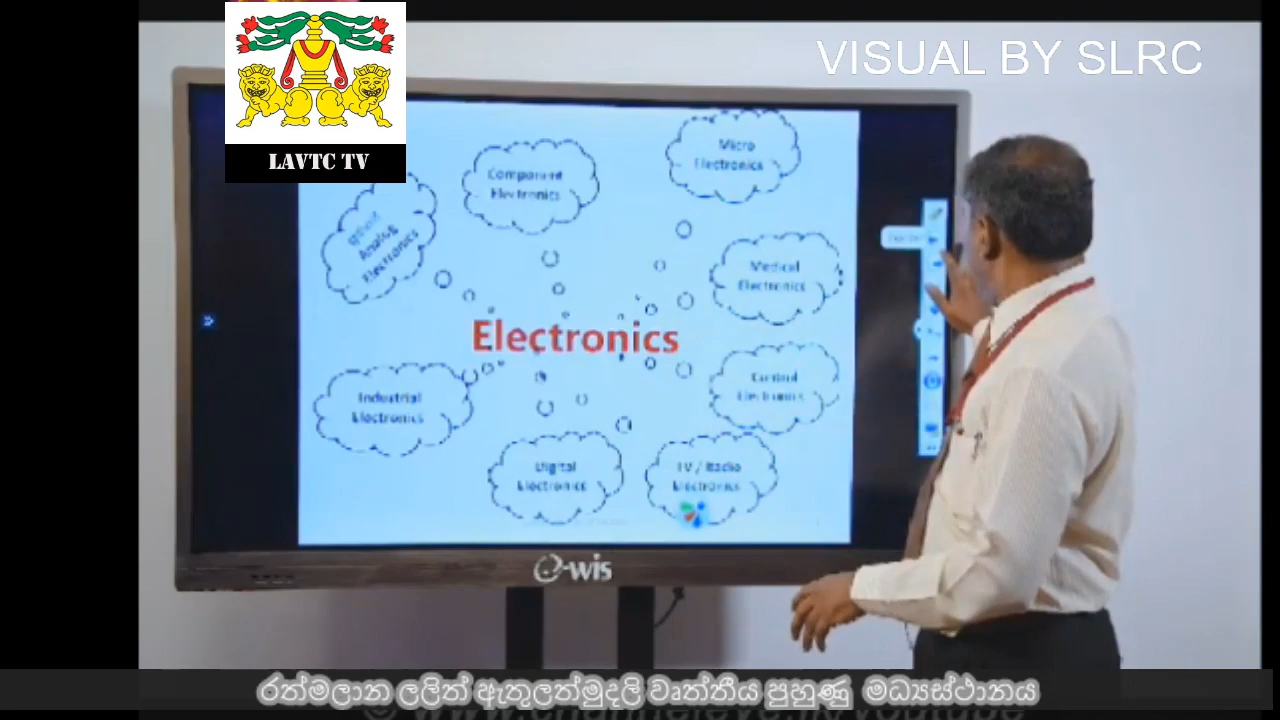 VISUAL BY SLRC
LAVTC TV
Micro
Electronics
Component
Electronics
Analog
Electronics
Medical
Electronics
Electronics
Control
Electronics
Industrial
Electronics
Digital
Electronics
TV / Radio
Electronics
e-wis
රත්මලාන ලලිත් ඇතුලත්මුදලි වෘත්තීය පුහුණු මධ්‍යස්ථානය